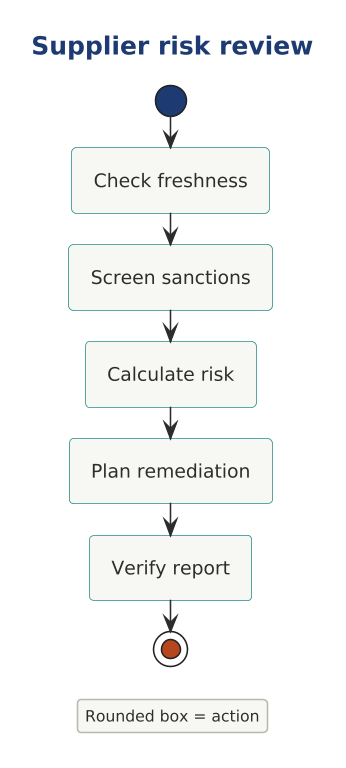 Supplier risk review
Check freshness
Screen sanctions
Calculate risk
Plan remediation
Verify report
Rounded box = action